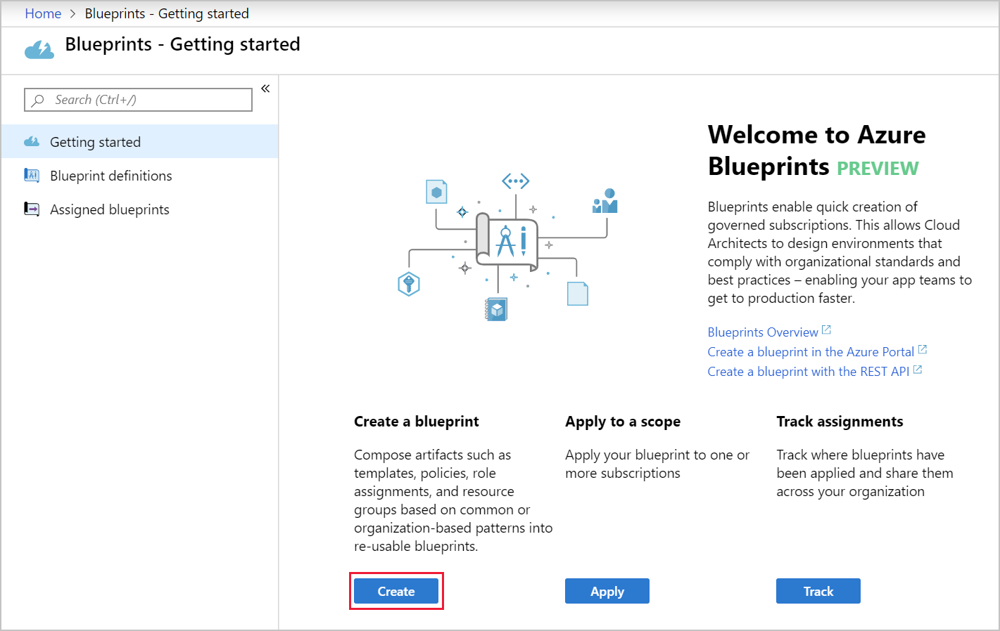 Home > Blueprints - Getting started
Blueprints - Getting started
Search (Ctrl+/)
«
Getting started
Blueprint definitions
Assigned blueprints
Welcome to Azure
Blueprints PREVIEW
Blueprints enable quick creation of
governed subscriptions. This allows Cloud
Architects to design environments that
comply with organizational standards and
best practices – enabling your app teams to
get to production faster.
Blueprints Overview
Create a blueprint in the Azure Portal
Create a blueprint with the REST API
Create a blueprint
Compose artifacts such as
templates, policies, role
assignments, and resource
groups based on common or
organization-based patterns into
re-usable blueprints.
Create
Apply to a scope
Apply your blueprint to one or
more subscriptions
Apply
Track assignments
Track where blueprints have
been applied and share them
across your organization
Track